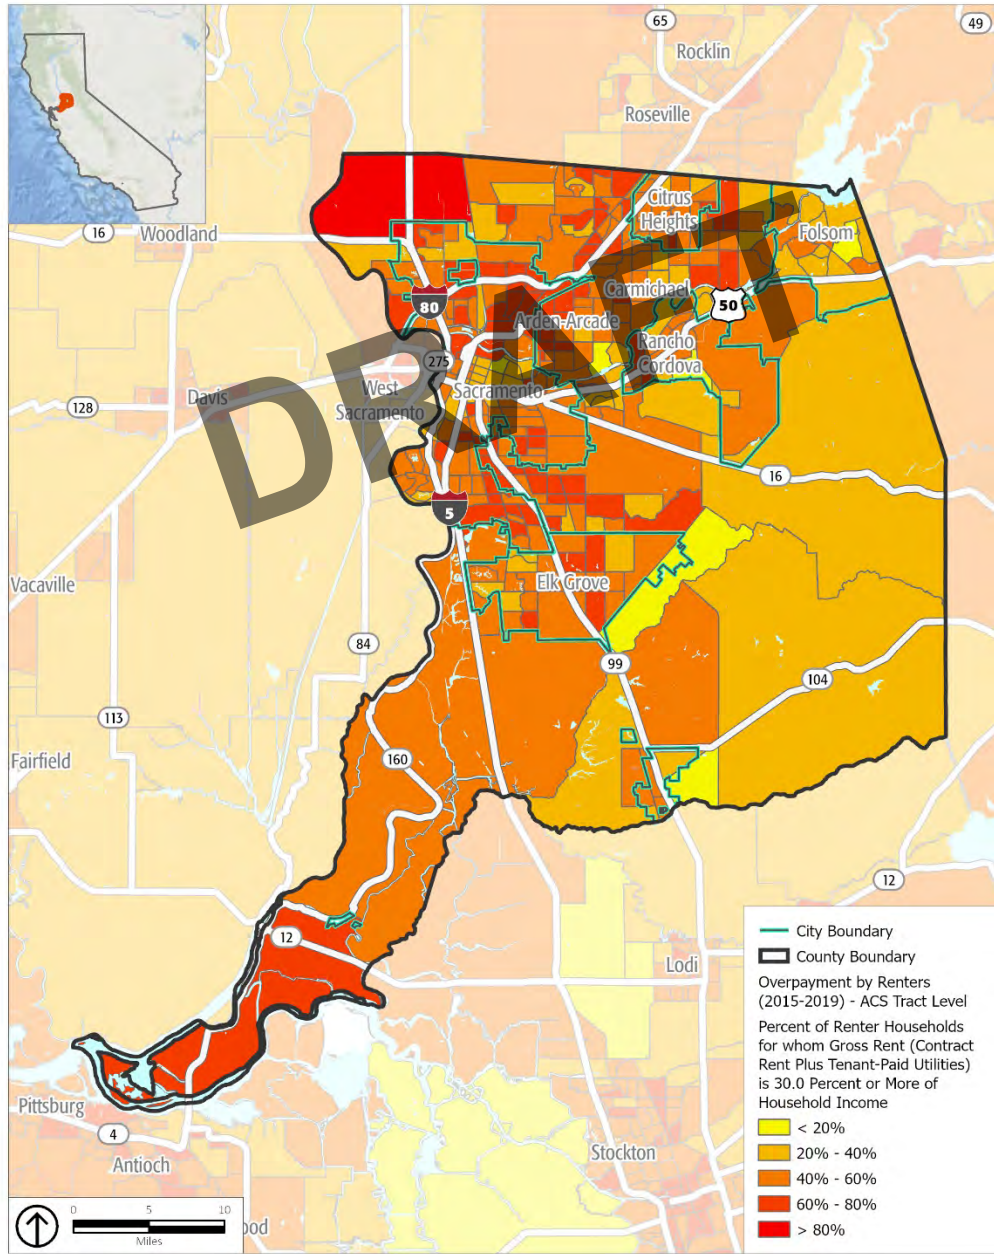 65
49
Rocklin
Roseville
16
Woodland
Citrus
Heights
Folsom
80
Carmichael
50
Arden-Arcade
Rancho
Cordova
275
DRAFT
128
Davis
West
Sacramento
Sacramento
16
5
Vacaville
Elk Grove
84
99
104
113
160
Fairfield
12
12
Lodi
Pittsburg
4
Antioch
Stockton
ood
0 5 10
Miles
City Boundary
County Boundary
Overpayment by Renters
(2015-2019) - ACS Tract Level
Percent of Renter Households
for whom Gross Rent (Contract
Rent Plus Tenant-Paid Utilities)
is 30.0 Percent or More of
Household Income
< 20%
20% - 40%
40% - 60%
60% - 80%
> 80%